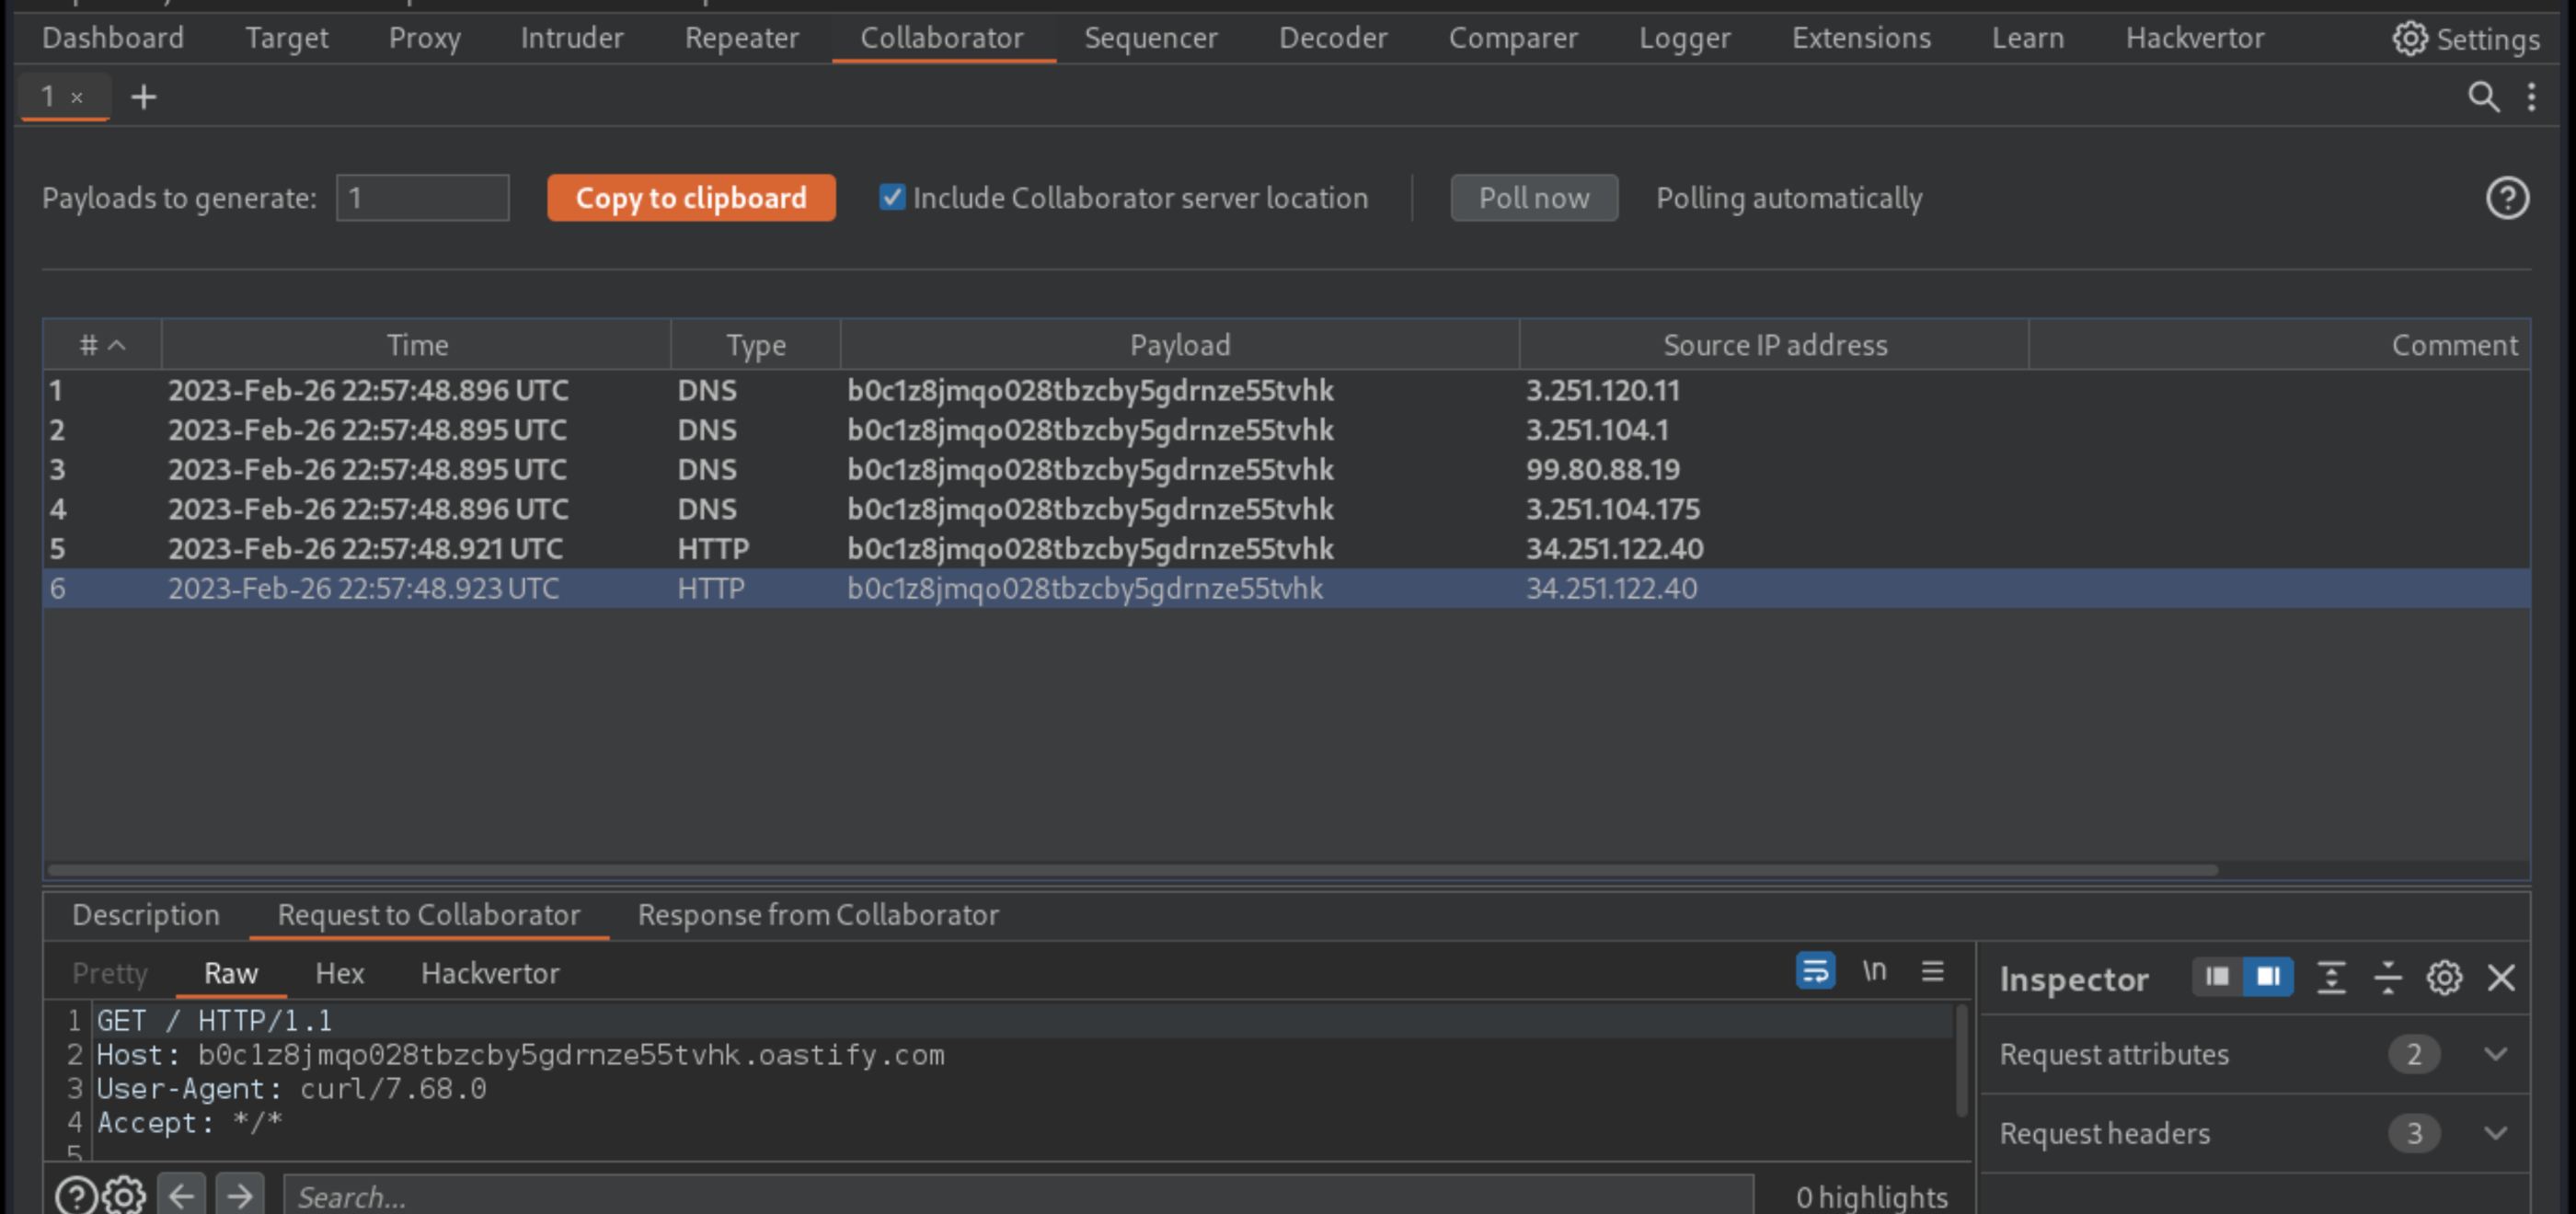 Dashboard Target Proxy Intruder Repeater Collaborator Sequencer Decoder Comparer Logger Extensions Learn Hackvertor Settings
1 × +
Payloads to generate: 1 Copy to clipboard Include Collaborator server location Poll now Polling automatically ?
# Time Type Payload Source IP address Comment
1 2023-Feb-26 22:57:48.896 UTC DNS b0c1z8jmqo028tbzcby5gdrnze55tvhk 3.251.120.11
2 2023-Feb-26 22:57:48.895 UTC DNS b0c1z8jmqo028tbzcby5gdrnze55tvhk 3.251.104.1
3 2023-Feb-26 22:57:48.895 UTC DNS b0c1z8jmqo028tbzcby5gdrnze55tvhk 99.80.88.19
4 2023-Feb-26 22:57:48.896 UTC DNS b0c1z8jmqo028tbzcby5gdrnze55tvhk 3.251.104.175
5 2023-Feb-26 22:57:48.921 UTC HTTP b0c1z8jmqo028tbzcby5gdrnze55tvhk 34.251.122.40
6 2023-Feb-26 22:57:48.923 UTC HTTP b0c1z8jmqo028tbzcby5gdrnze55tvhk 34.251.122.40
Description Request to Collaborator Response from Collaborator
Pretty Raw Hex Hackvertor \n
Inspector
1 GET / HTTP/1.1
2 Host: b0c1z8jmqo028tbzcby5gdrnze55tvhk.oastify.com
3 User-Agent: curl/7.68.0
4 Accept: */*
5
Request attributes 2
Request headers 3
? Search... 0 highlights